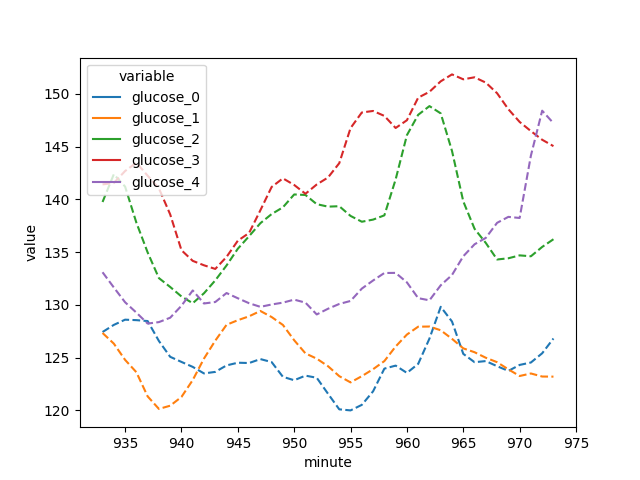 variable
glucose_0
glucose_1
glucose_2
glucose_3
glucose_4
150
145
140
135
130
125
120
value
935 940 945 950 955 960 965 970 975
minute